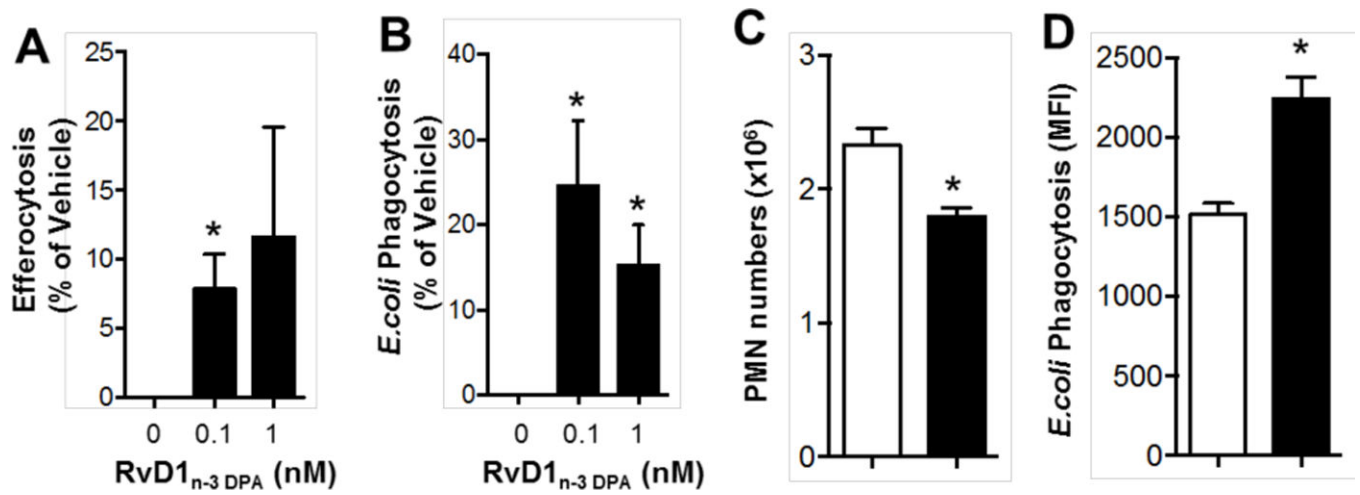 A
Efferocytosis
(% of Vehicle)
25
20
15
10
5
0
0 0.1 1
RvD1n-3 DPA (nM)
B
E.coli Phagocytosis
(% of Vehicle)
40
30
20
10
0
*
*
0 0.1 1
RvD1n-3 DPA (nM)
*
C
PMN numbers (x10⁶)
3
2
1
0
*
D
E.coli Phagocytosis (MFI)
2500
2000
1500
1000
500
0
*